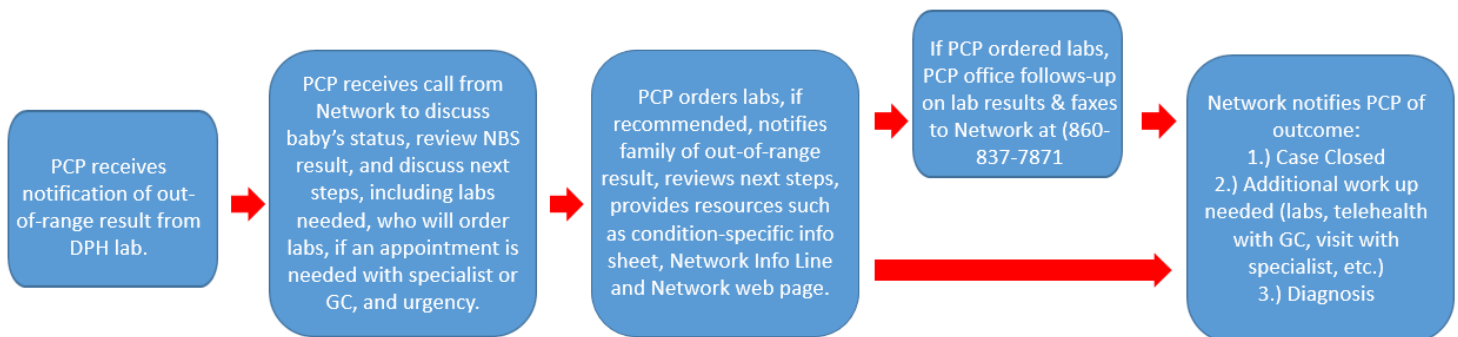 PCP receives
notification of out-
of-range result from
DPH lab.
PCP receives call from
Network to discuss
baby’s status, review NBS
result, and discuss next
steps, including labs
needed, who will order
labs, if an appointment is
needed with specialist or
GC, and urgency.
PCP orders labs, if
recommended, notifies
family of out-of-range
result, reviews next steps,
provides resources such
as condition-specific info
sheet, Network Info Line
and Network web page.
If PCP ordered labs,
PCP office follows-up
on lab results & faxes
to Network at (860-
837-7871
Network notifies PCP of
outcome:
1.) Case Closed
2.) Additional work up
needed (labs, telehealth
with GC, visit with
specialist, etc.)
3.) Diagnosis